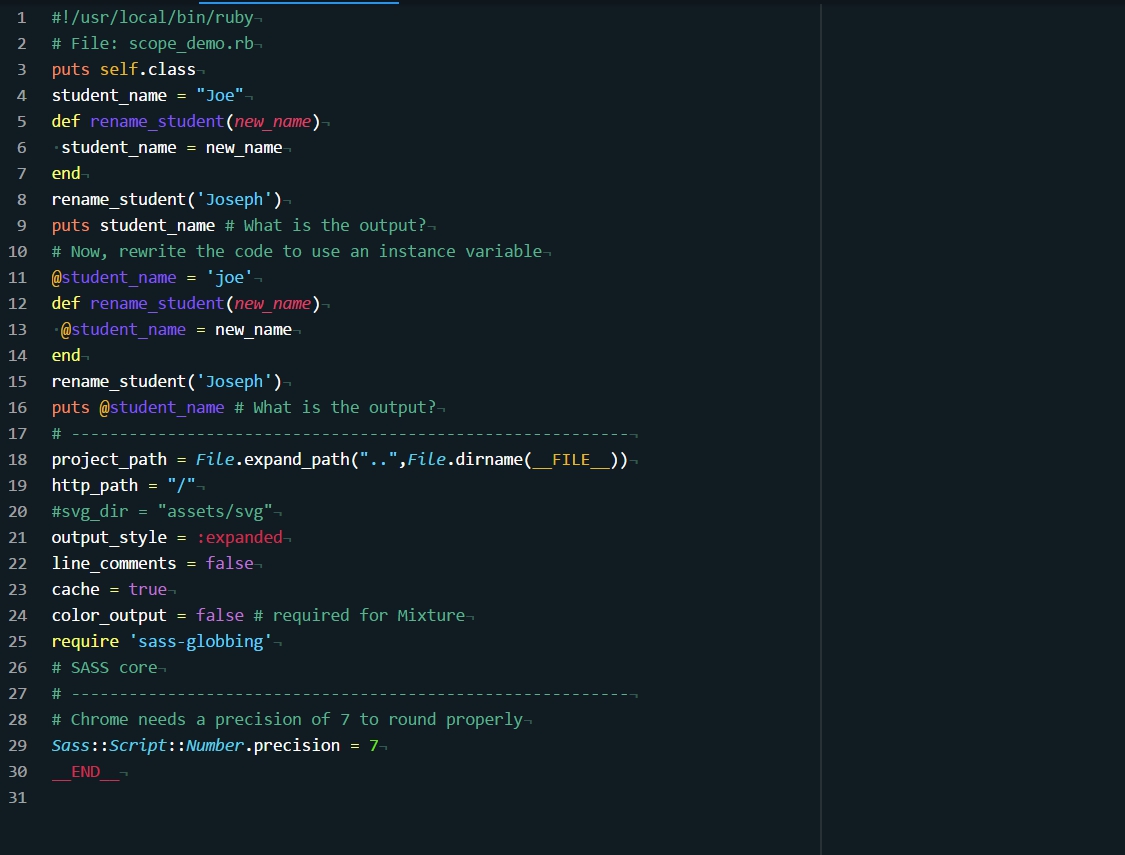 1 #!/usr/local/bin/ruby¬
2 # File: scope_demo.rb¬
3 puts self.class¬
4 student_name = "Joe"¬
5 def rename_student(new_name)¬
6 ·student_name = new_name¬
7 end¬
8 rename_student('Joseph')¬
9 puts student_name # What is the output?¬
10 # Now, rewrite the code to use an instance variable¬
11 @student_name = 'joe'¬
12 def rename_student(new_name)¬
13 ·@student_name = new_name¬
14 end¬
15 rename_student('Joseph')¬
16 puts @student_name # What is the output?¬
17 # ----------------------------------------------------------¬
18 project_path = File.expand_path("..",File.dirname(__FILE__))¬
19 http_path = "/"¬
20 #svg_dir = "assets/svg"¬
21 output_style = :expanded¬
22 line_comments = false¬
23 cache = true¬
24 color_output = false # required for Mixture¬
25 require 'sass-globbing'¬
26 # SASS core¬
27 # ----------------------------------------------------------¬
28 # Chrome needs a precision of 7 to round properly¬
29 Sass::Script::Number.precision = 7¬
30 __END__¬
31